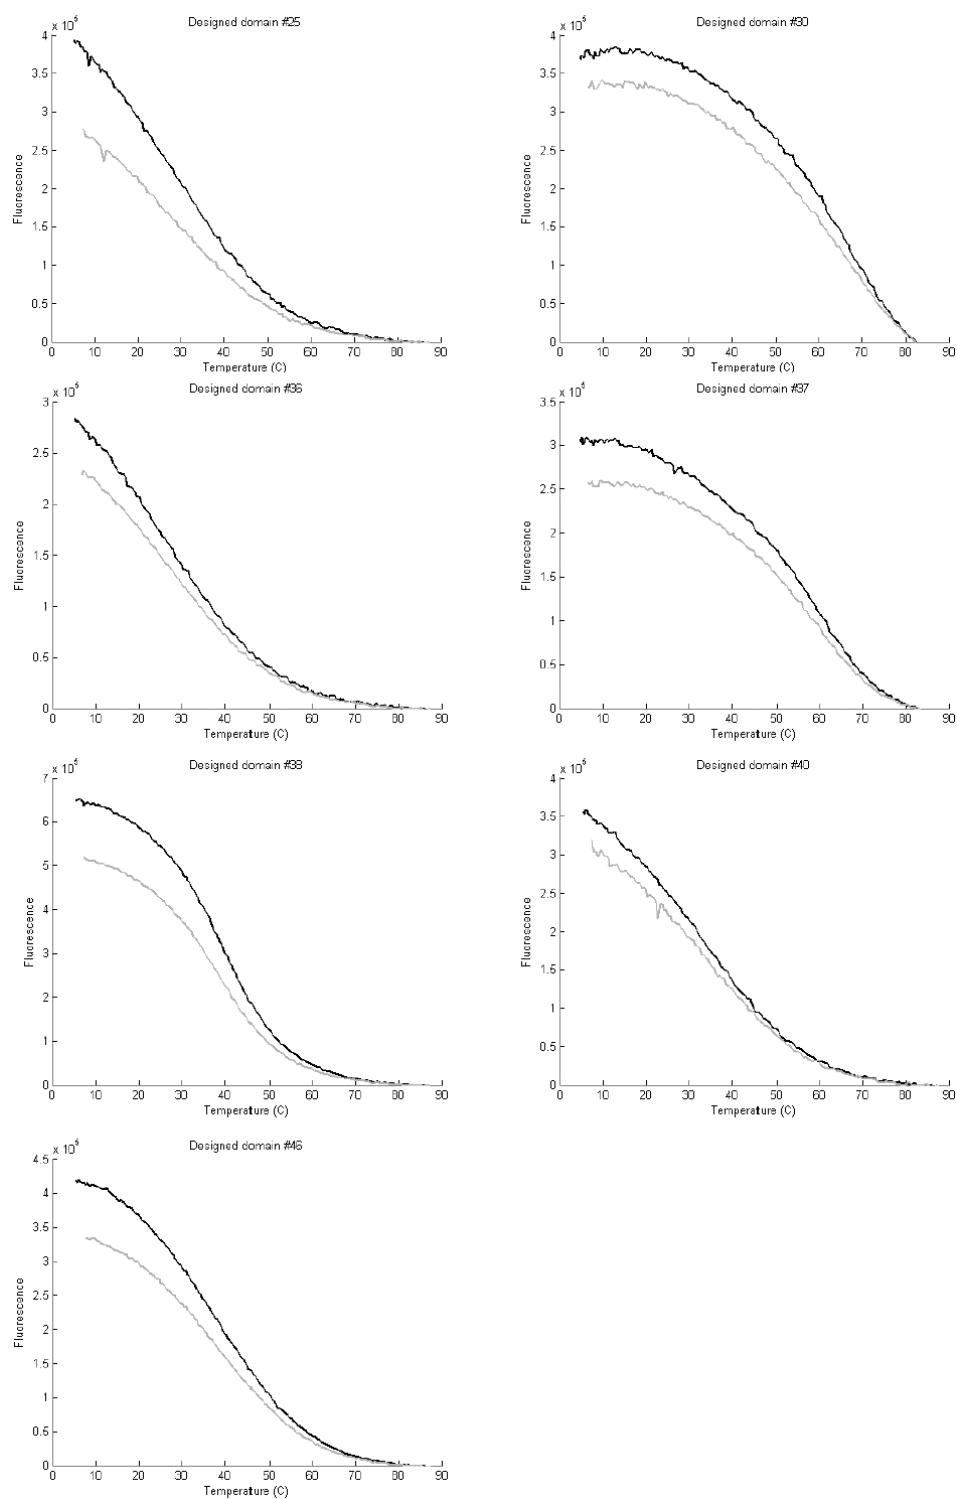 Designed domain #25
x 10^5
4
3.5
3
2.5
2
1.5
1
0.5
0
Fluorescence
0 10 20 30 40 50 60 70 80 90
Temperature (C)
Designed domain #30
x 10^5
4
3.5
3
2.5
2
1.5
1
0.5
0
Fluorescence
0 10 20 30 40 50 60 70 80 90
Temperature (C)
Designed domain #36
x 10^5
3
2.5
2
1.5
1
0.5
0
Fluorescence
0 10 20 30 40 50 60 70 80 90
Temperature (C)
Designed domain #37
x 10^5
3.5
3
2.5
2
1.5
1
0.5
0
Fluorescence
0 10 20 30 40 50 60 70 80 90
Temperature (C)
Designed domain #38
x 10^5
7
6
5
4
3
2
1
0
Fluorescence
0 10 20 30 40 50 60 70 80 90
Temperature (C)
Designed domain #40
x 10^5
4
3.5
3
2.5
2
1.5
1
0.5
0
Fluorescence
0 10 20 30 40 50 60 70 80 90
Temperature (C)
Designed domain #46
x 10^5
4.5
4
3.5
3
2.5
2
1.5
1
0.5
0
Fluorescence
0 10 20 30 40 50 60 70 80 90
Temperature (C)